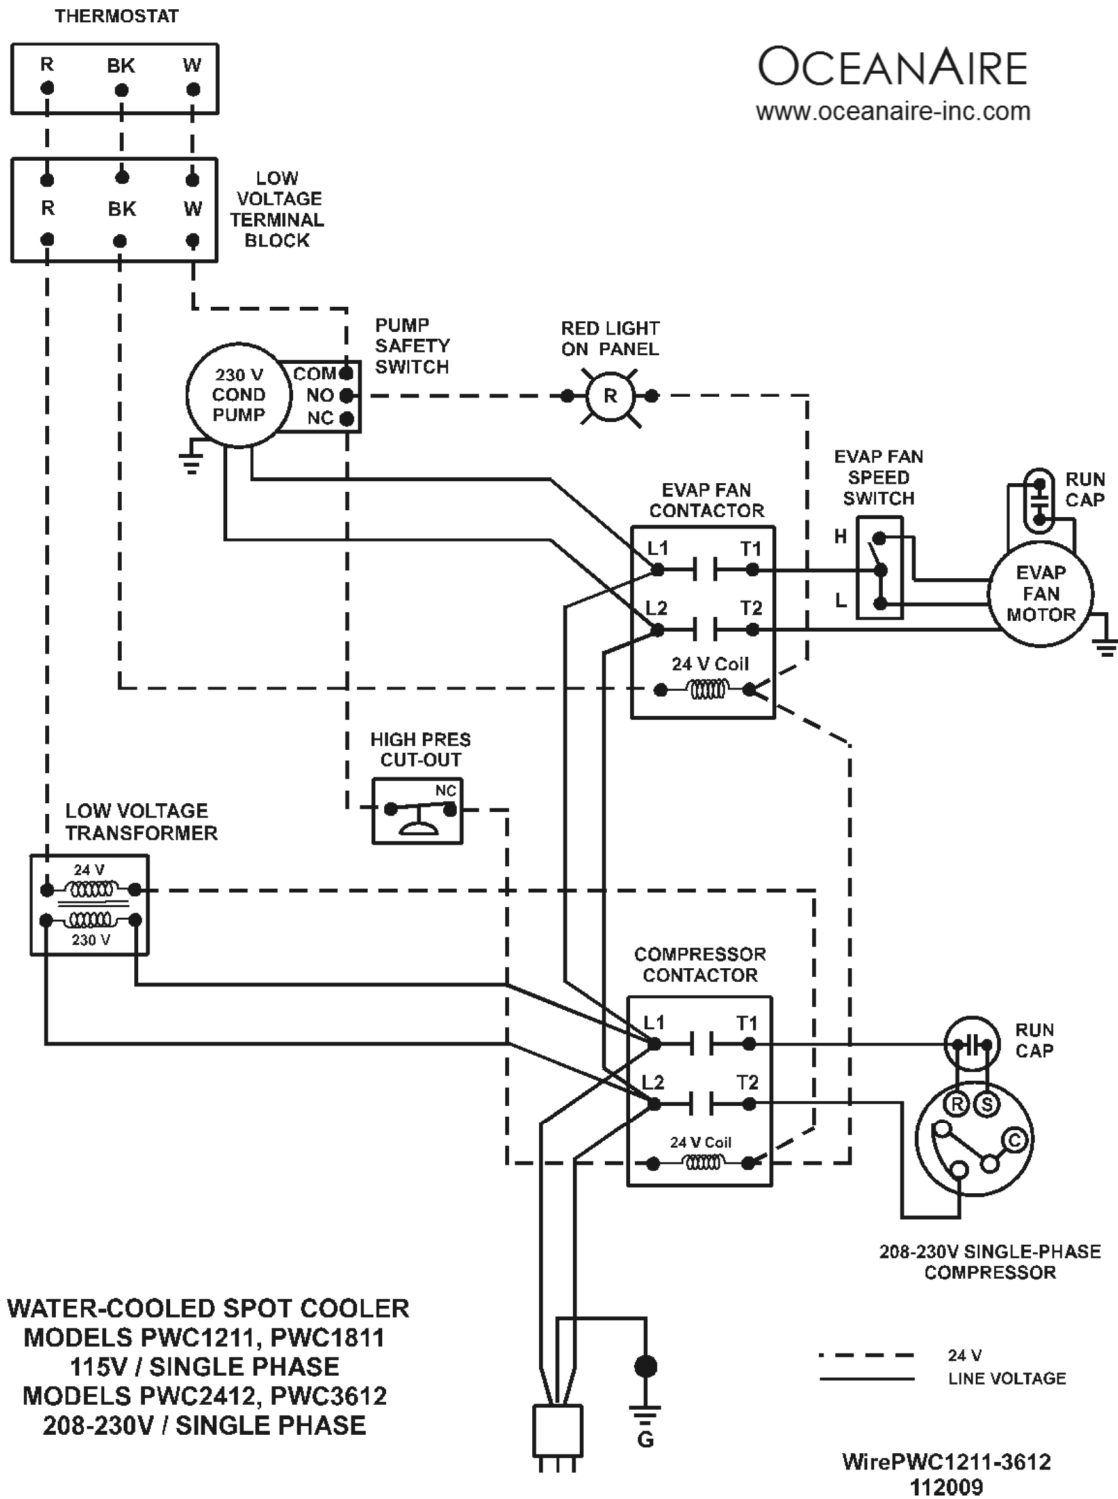 THERMOSTAT
R BK W
OCEANAIRE
www.oceanaire-inc.com
R BK W
LOW
VOLTAGE
TERMINAL
BLOCK
PUMP
SAFETY
SWITCH
RED LIGHT
ON PANEL
230 V
COND
PUMP
COM
NO
NC
R
EVAP FAN
SPEED
SWITCH
H
L
RUN
CAP
EVAP
FAN
MOTOR
EVAP FAN
CONTACTOR
L1 T1
L2 T2
24 V Coil
HIGH PRES
CUT-OUT
NC
LOW VOLTAGE
TRANSFORMER
24 V
230 V
COMPRESSOR
CONTACTOR
L1 T1
L2 T2
24 V Coil
RUN
CAP
R S
C
208-230V SINGLE-PHASE
COMPRESSOR
WATER-COOLED SPOT COOLER
MODELS PWC1211, PWC1811
115V / SINGLE PHASE
MODELS PWC2412, PWC3612
208-230V / SINGLE PHASE
G
24 V
LINE VOLTAGE
WirePWC1211-3612
112009